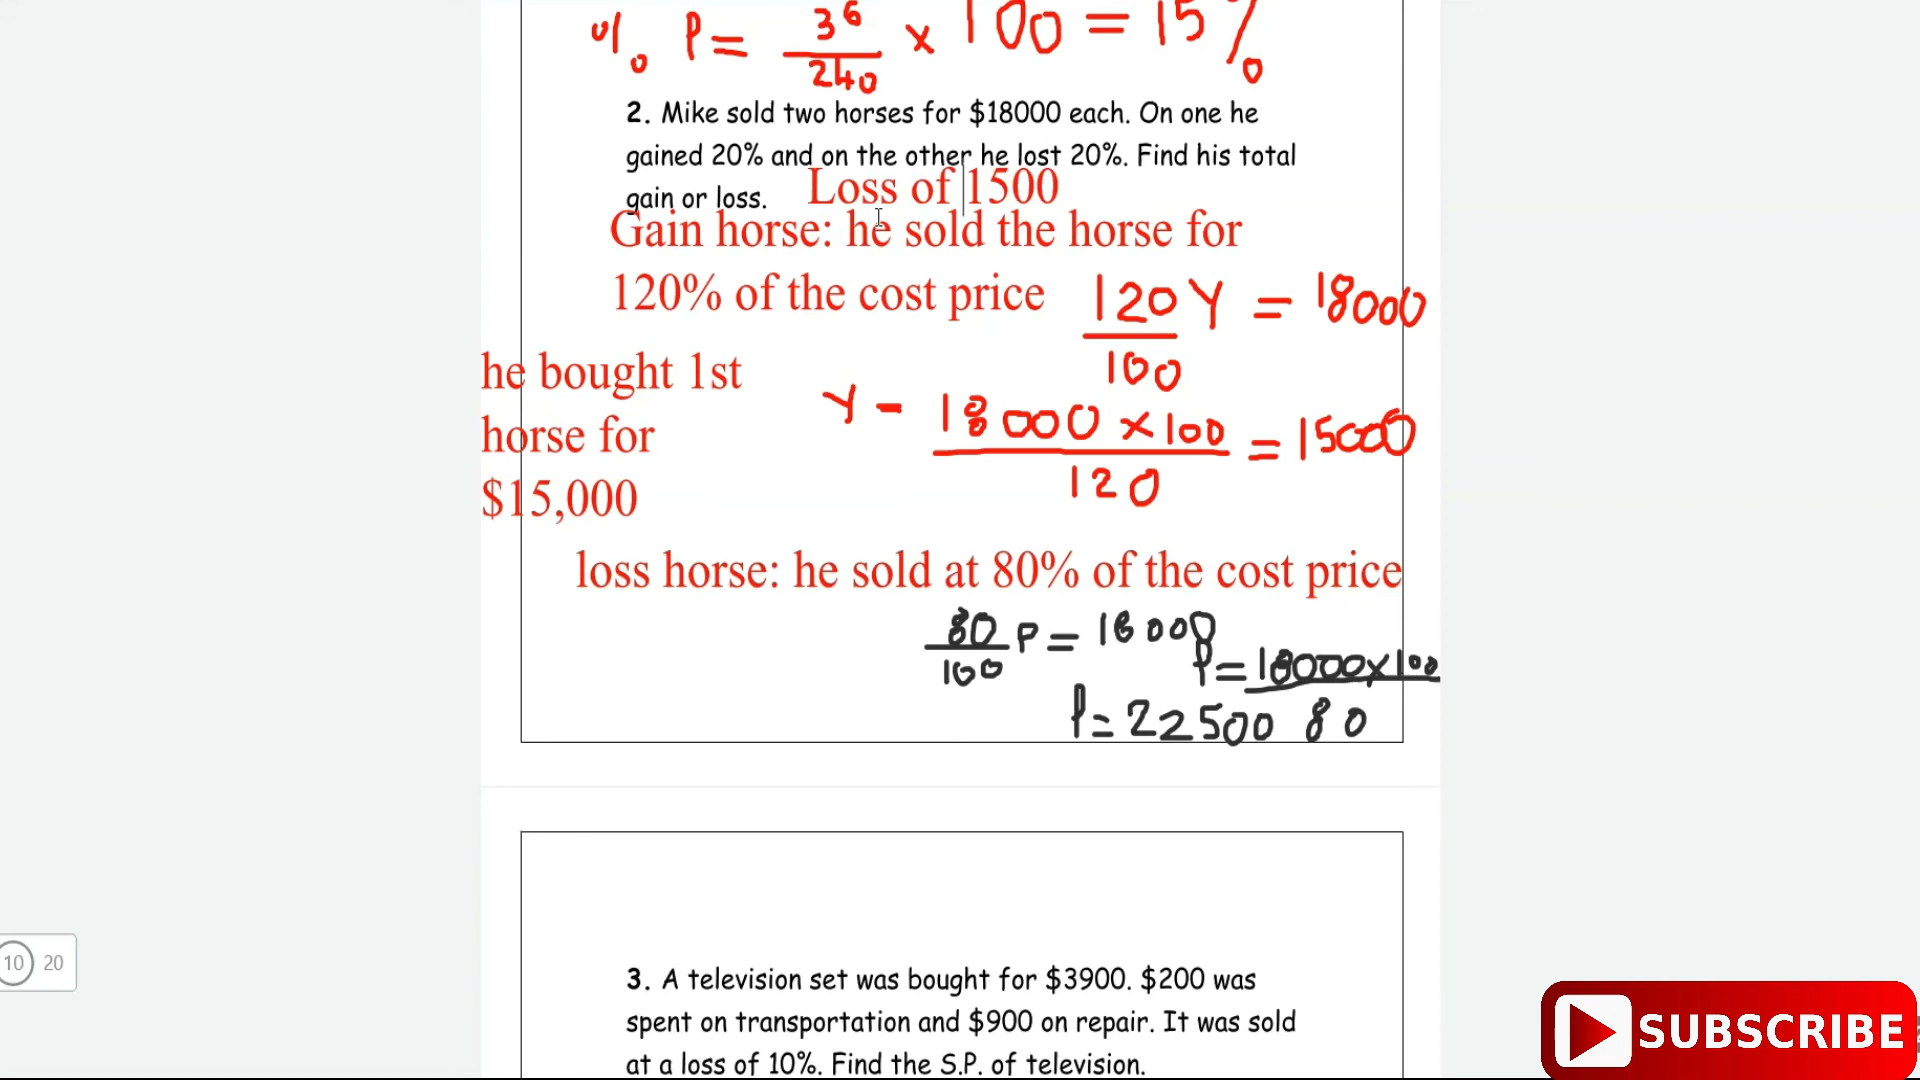 % P = 36/240 x 100 = 15%
2. Mike sold two horses for $18000 each. On one he
gained 20% and on the other he lost 20%. Find his total
gain or loss. Loss of 1500
Gain horse: he sold the horse for
120% of the cost price 120/100 Y = 18000
he bought 1st
horse for
$15,000
Y = 18000 x 100 / 120 = 15000
loss horse: he sold at 80% of the cost price
80/100 P = 18000
P = 18000 x 100 / 80
P = 22500
3. A television set was bought for $3900. $200 was
spent on transportation and $900 on repair. It was sold
at a loss of 10%. Find the S.P. of television.
10 20
SUBSCRIBE